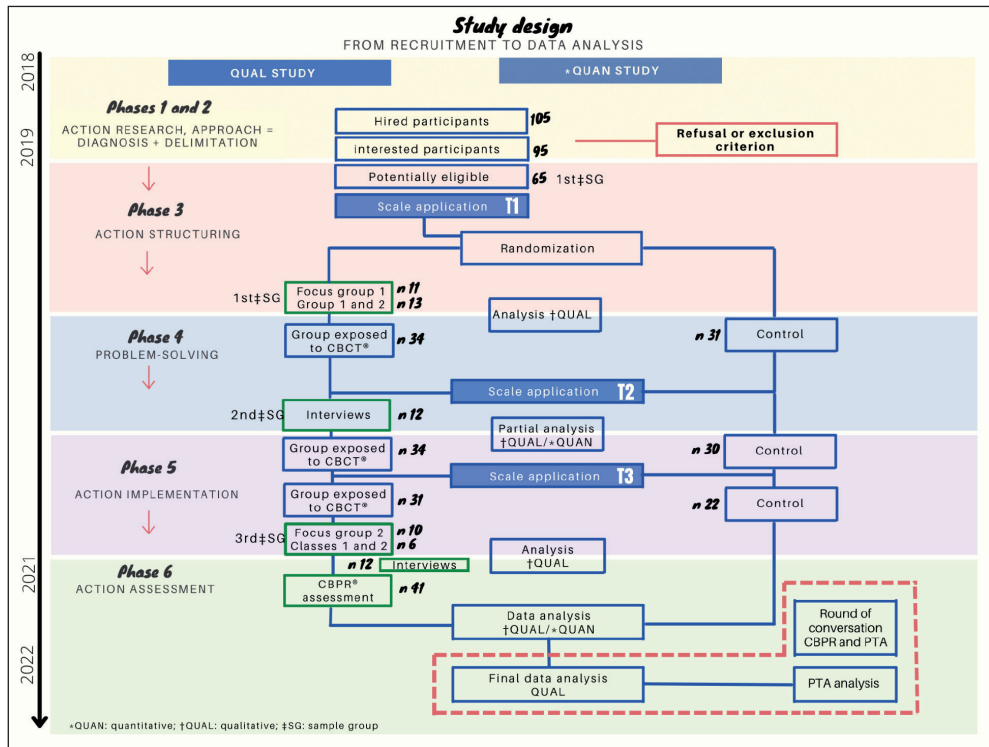 Study design
FROM RECRUITMENT TO DATA ANALYSIS
2018
QUAL STUDY
*QUAN STUDY
Phases 1 and 2
ACTION RESEARCH, APPROACH =
DIAGNOSIS + DELIMITATION
2019
Hired participants
105
interested participants
95
Refusal or exclusion
criterion
Potentially eligible
65 1st‡SG
Scale application T1
Phase 3
ACTION STRUCTURING
Randomization
1st‡SG
Focus group 1
Group 1 and 2
n 11
n 13
Analysis †QUAL
Phase 4
PROBLEM-SOLVING
Group exposed
to CBCT®
n 34
n 31
Control
Scale application T2
2nd‡SG
Interviews
n 12
Partial analysis
†QUAL/*QUAN
Group exposed
to CBCT®
n 34
n 30
Control
Phase 5
ACTION IMPLEMENTATION
Scale application T3
Group exposed
to CBCT®
n 31
n 22
Control
3rd‡SG
Focus group 2
Classes 1 and 2
n 10
n 6
Analysis
†QUAL
2021
Phase 6
ACTION ASSESSMENT
n 12
Interviews
CBPR®
assessment
n 41
Data analysis
†QUAL/*QUAN
Round of
conversation
CBPR and PTA
2022
Final data analysis
QUAL
PTA analysis
*QUAN: quantitative; †QUAL: qualitative; ‡SG: sample group